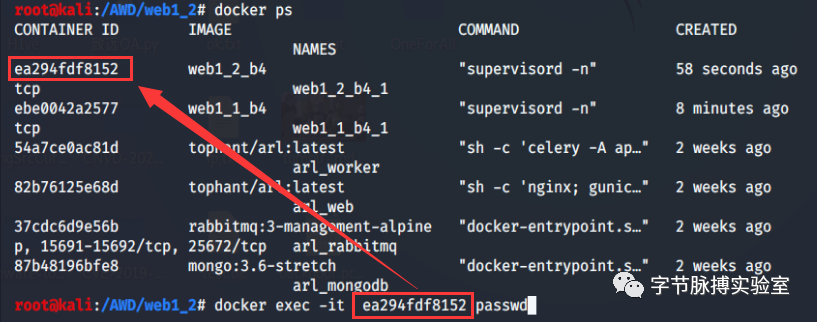 root@kali:/AWD/web1_2# docker ps
CONTAINER ID IMAGE COMMAND CREATED
NAMES
ea294fdf8152 web1_2_b4 "supervisord -n" 58 seconds ago
tcp web1_2_b4_1
ebe0042a2577 web1_1_b4 "supervisord -n" 8 minutes ago
tcp web1_1_b4_1
54a7ce0ac81d tophant/arl:latest "sh -c 'celery -A ap…" 2 weeks ago
arl_worker
82b76125e68d tophant/arl:latest "sh -c 'nginx; gunic…" 2 weeks ago
arl_web
37cdc6d9e56b rabbitmq:3-management-alpine "docker-entrypoint.s…" 2 weeks ago
p, 15691-15692/tcp, 25672/tcp arl_rabbitmq
87b48196bfe8 mongo:3.6-stretch "docker-entrypoint.s…" 2 weeks ago
arl_mongodb
root@kali:/AWD/web1_2# docker exec -it ea294fdf8152 passwd
字节脉搏实验室